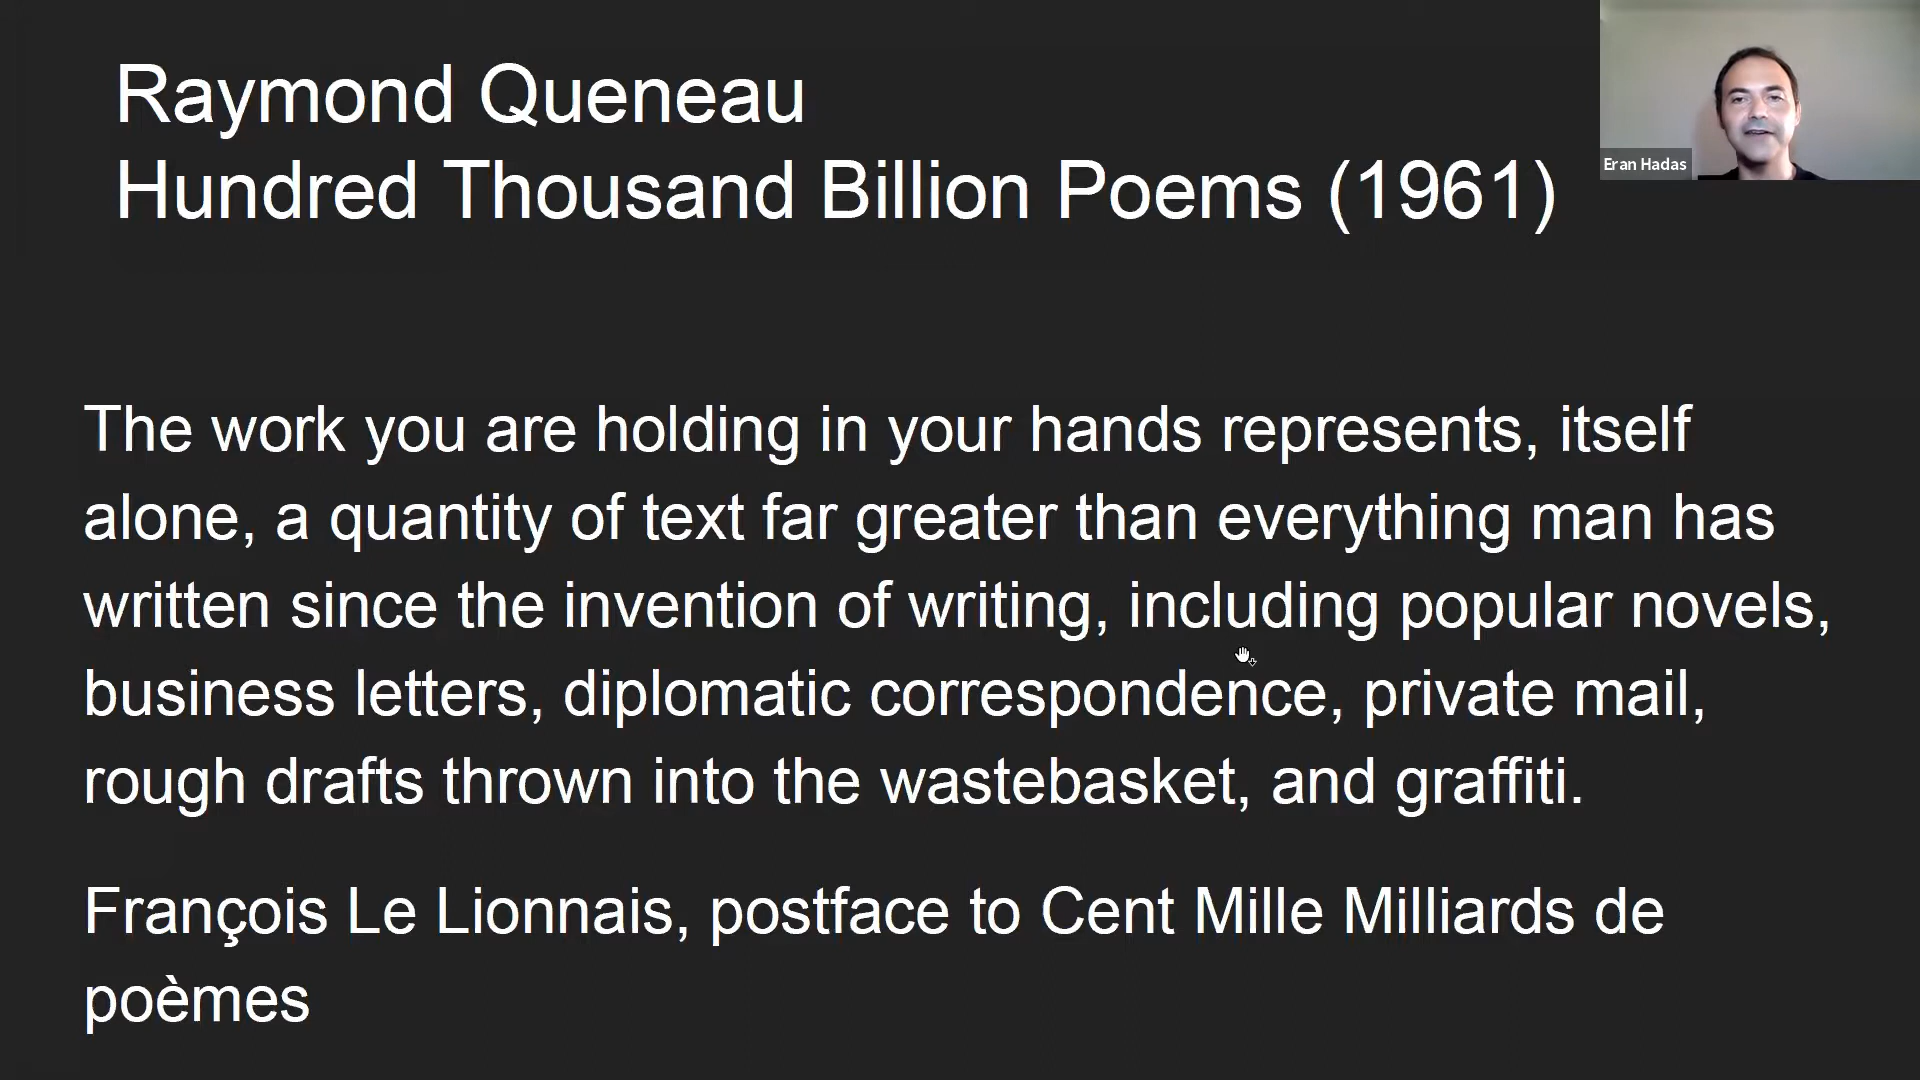 Raymond Queneau
Hundred Thousand Billion Poems (1961)
Eran Hadas
The work you are holding in your hands represents, itself
alone, a quantity of text far greater than everything man has
written since the invention of writing, including popular novels,
business letters, diplomatic correspondence, private mail,
rough drafts thrown into the wastebasket, and graffiti.
François Le Lionnais, postface to Cent Mille Milliards de
poèmes